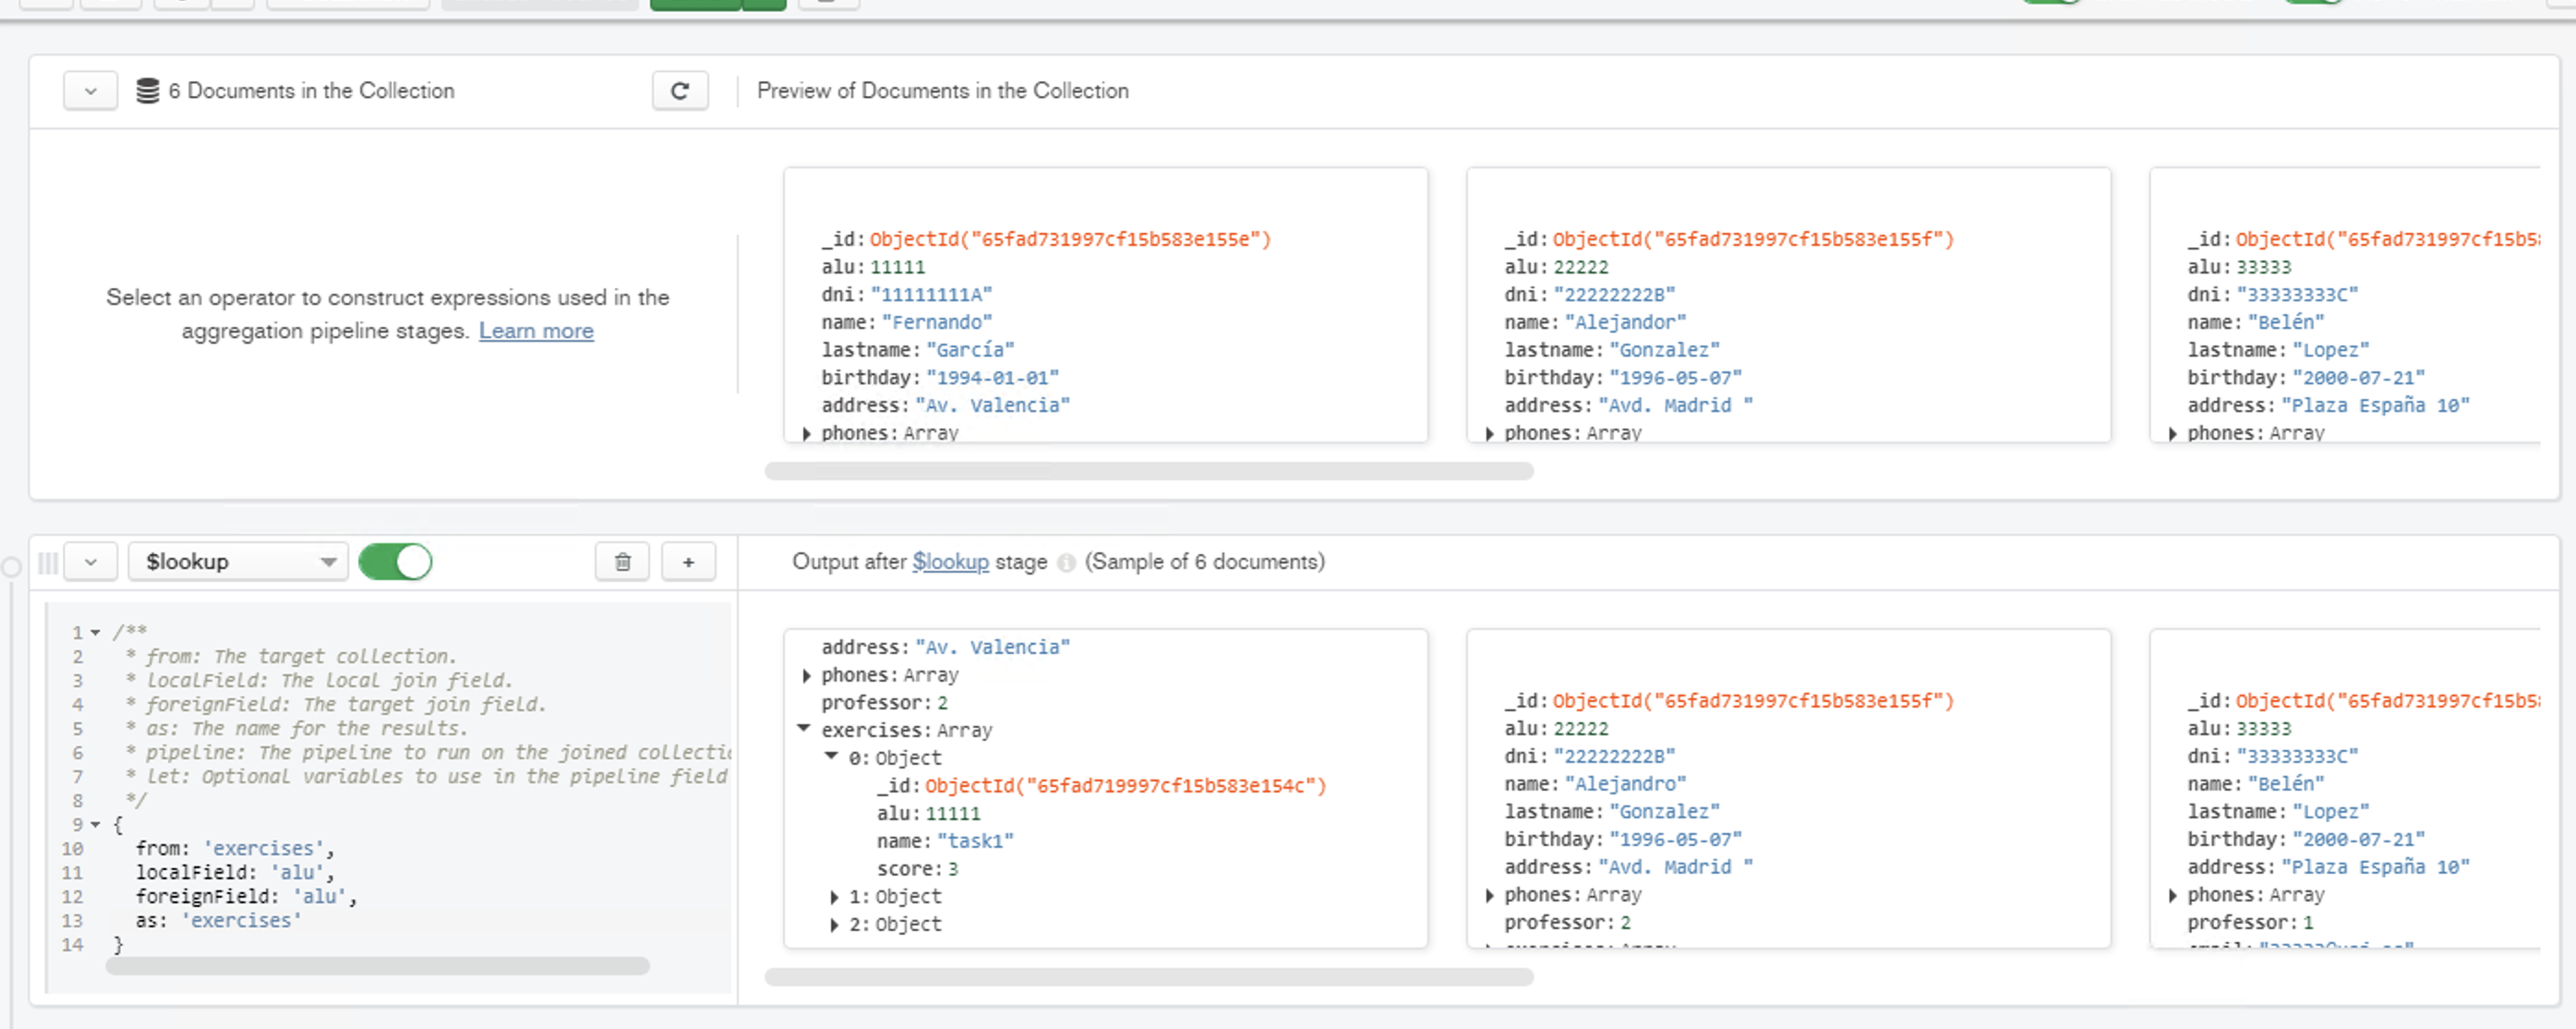 6 Documents in the Collection
Preview of Documents in the Collection
Select an operator to construct expressions used in the
aggregation pipeline stages. Learn more
_id: ObjectId("65fad731997cf15b583e155e")
alu: 11111
dni: "11111111A"
name: "Fernando"
lastname: "García"
birthday: "1994-01-01"
address: "Av. Valencia"
phones: Array
_id: ObjectId("65fad731997cf15b583e155f")
alu: 22222
dni: "22222222B"
name: "Alejandor"
lastname: "Gonzalez"
birthday: "1996-05-07"
address: "Avd. Madrid "
phones: Array
_id: ObjectId("65fad731997cf15b5
alu: 33333
dni: "33333333C"
name: "Belén"
lastname: "Lopez"
birthday: "2000-07-21"
address: "Plaza España 10"
phones: Array
$lookup
Output after $lookup stage (Sample of 6 documents)
1 /**
2 * from: The target collection.
3 * localField: The local join field.
4 * foreignField: The target join field.
5 * as: The name for the results.
6 * pipeline: The pipeline to run on the joined collecti
7 * let: Optional variables to use in the pipeline field
8 */
9 {
10 from: 'exercises',
11 localField: 'alu',
12 foreignField: 'alu',
13 as: 'exercises'
14 }
address: "Av. Valencia"
phones: Array
professor: 2
exercises: Array
0: Object
_id: ObjectId("65fad719997cf15b583e154c")
alu: 11111
name: "task1"
score: 3
1: Object
2: Object
_id: ObjectId("65fad731997cf15b583e155f")
alu: 22222
dni: "22222222B"
name: "Alejandro"
lastname: "Gonzalez"
birthday: "1996-05-07"
address: "Avd. Madrid "
phones: Array
professor: 2
_id: ObjectId("65fad731997cf15b5
alu: 33333
dni: "33333333C"
name: "Belén"
lastname: "Lopez"
birthday: "2000-07-21"
address: "Plaza España 10"
phones: Array
professor: 1